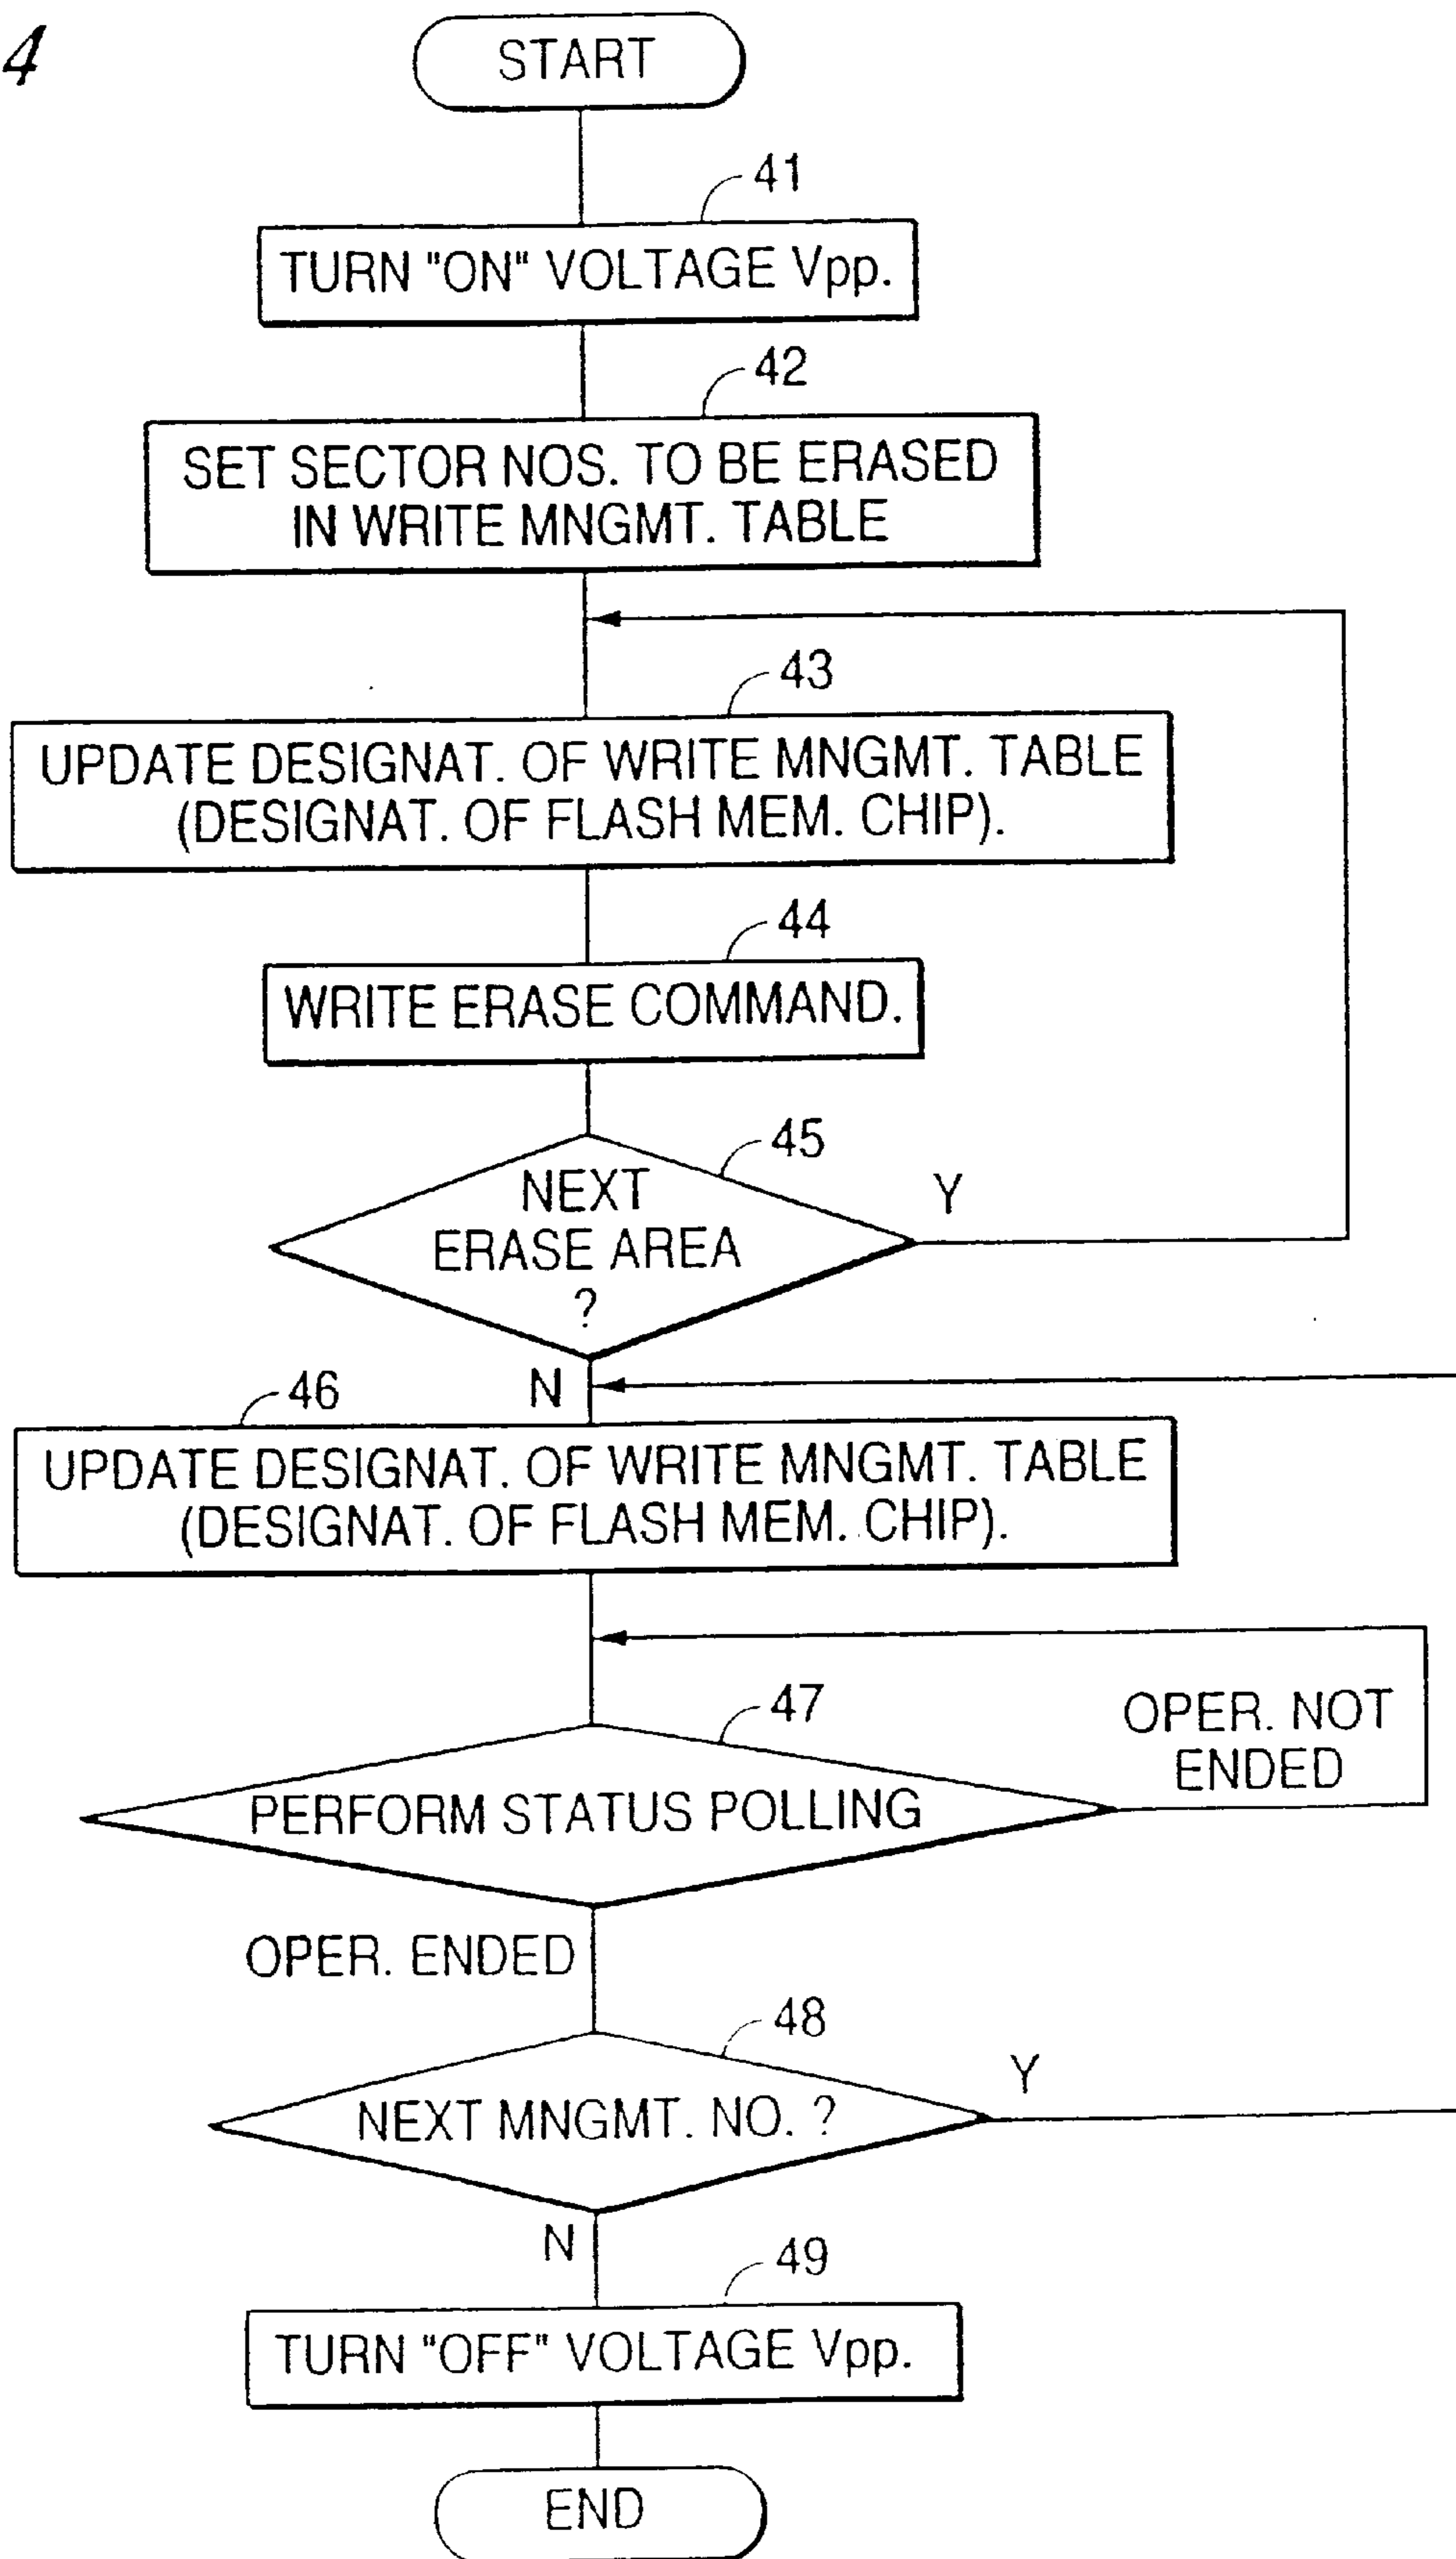 4
START
41
TURN "ON" VOLTAGE Vpp.
42
SET SECTOR NOS. TO BE ERASED
IN WRITE MNGMT. TABLE
43
UPDATE DESIGNAT. OF WRITE MNGMT. TABLE
(DESIGNAT. OF FLASH MEM. CHIP).
44
WRITE ERASE COMMAND.
45
NEXT
ERASE AREA
?
Y
N
46
UPDATE DESIGNAT. OF WRITE MNGMT. TABLE
(DESIGNAT. OF FLASH MEM. CHIP).
47
OPER. NOT
ENDED
PERFORM STATUS POLLING
OPER. ENDED
48
NEXT MNGMT. NO. ?
Y
N
49
TURN "OFF" VOLTAGE Vpp.
END